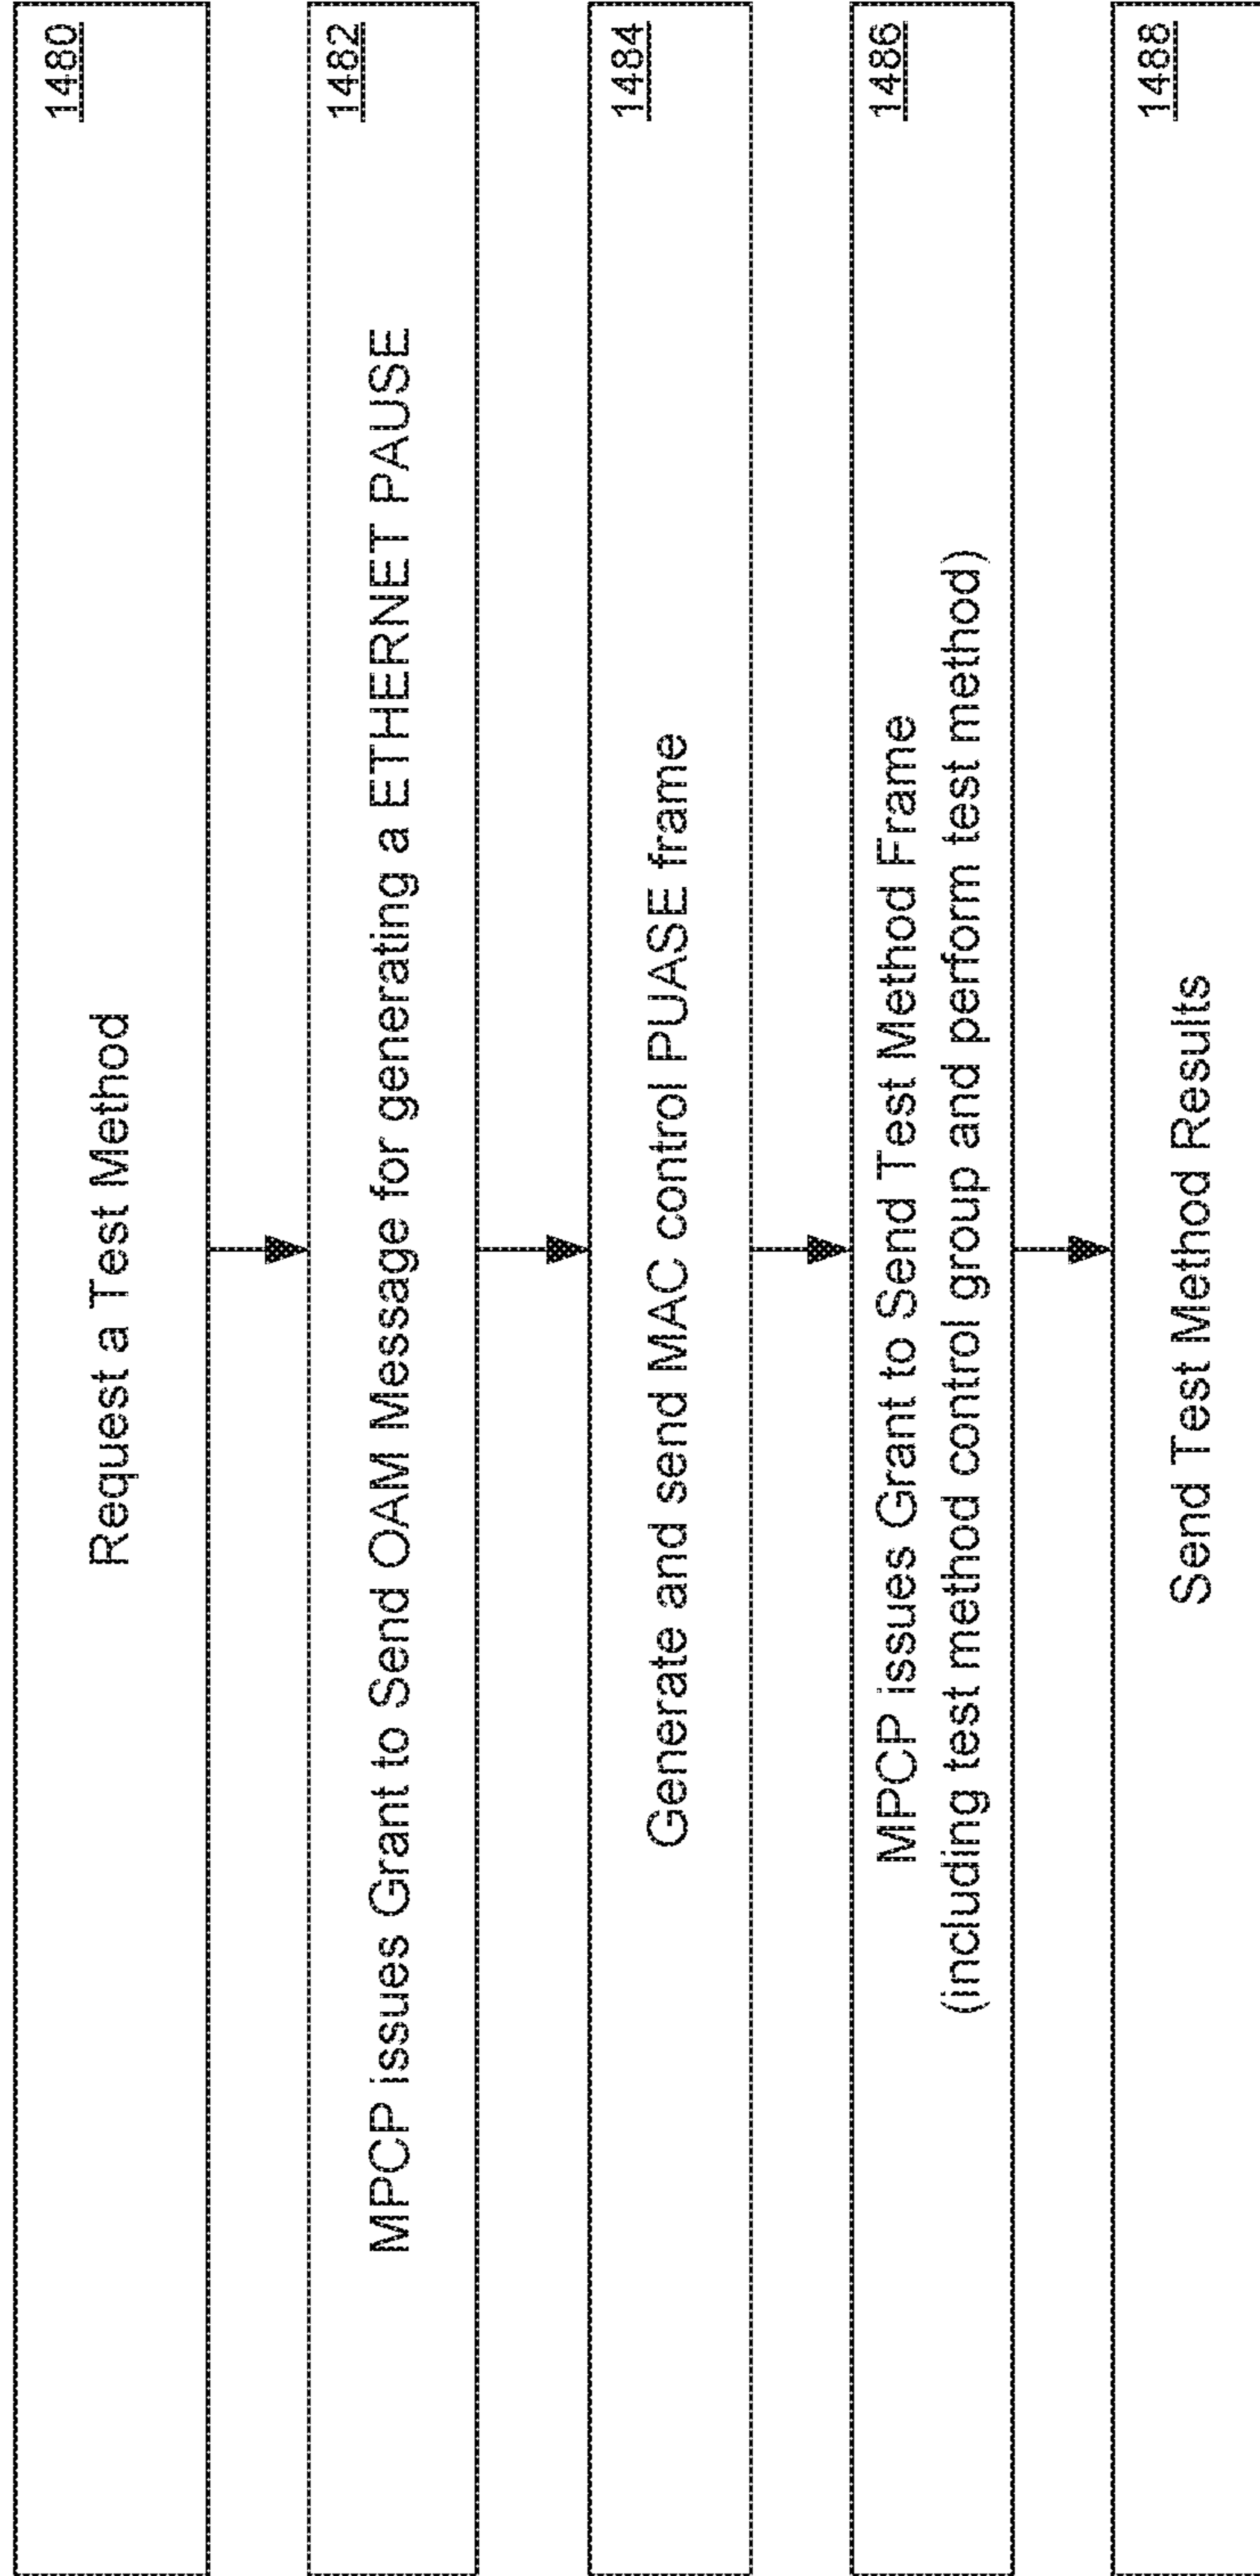 1480
Request a Test Method
1482
MPCP issues Grant to Send OAM Message for generating a ETHERNET PAUSE
1484
Generate and send MAC control PUASE frame
1486
MPCP issues Grant to Send Test Method Frame
(including test method control group and perform test method)
1488
Send Test Method Results